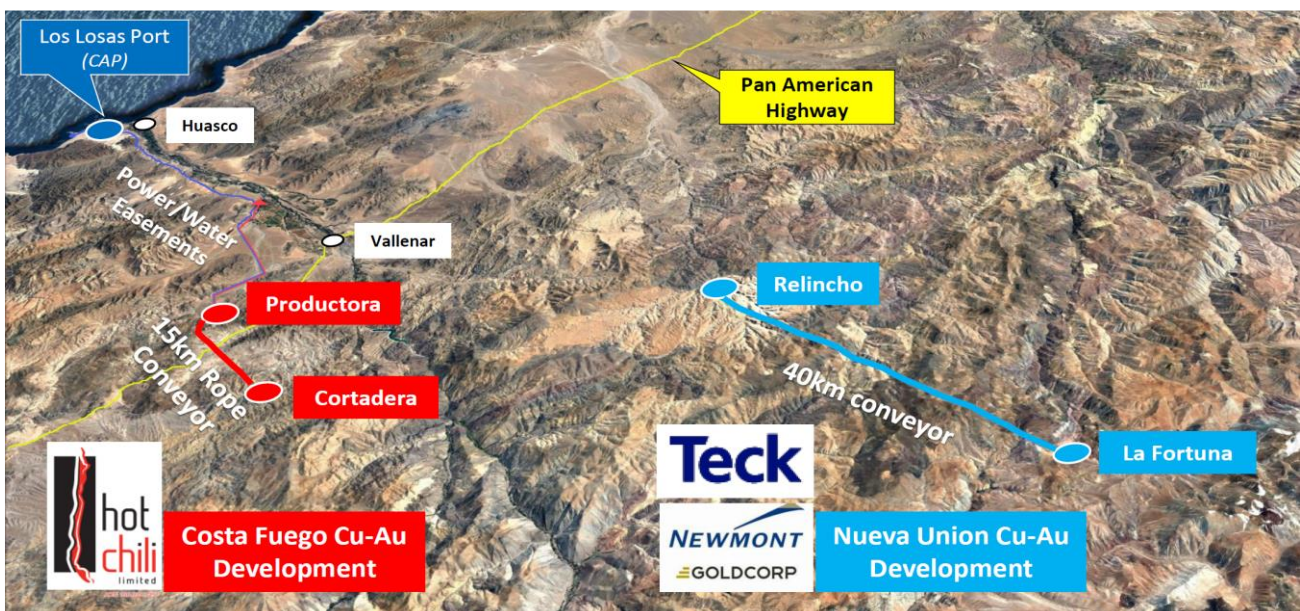 Los Losas Port
(CAP)
Huasco
Pan American
Highway
Power/Water
Easements
Vallenar
Productora
Relincho
15km Rope
Conveyor
Cortadera
40km conveyor
La Fortuna
hot
chili
limited
Costa Fuego Cu-Au
Development
Teck
NEWMONT
GOLDCORP
Nueva Union Cu-Au
Development